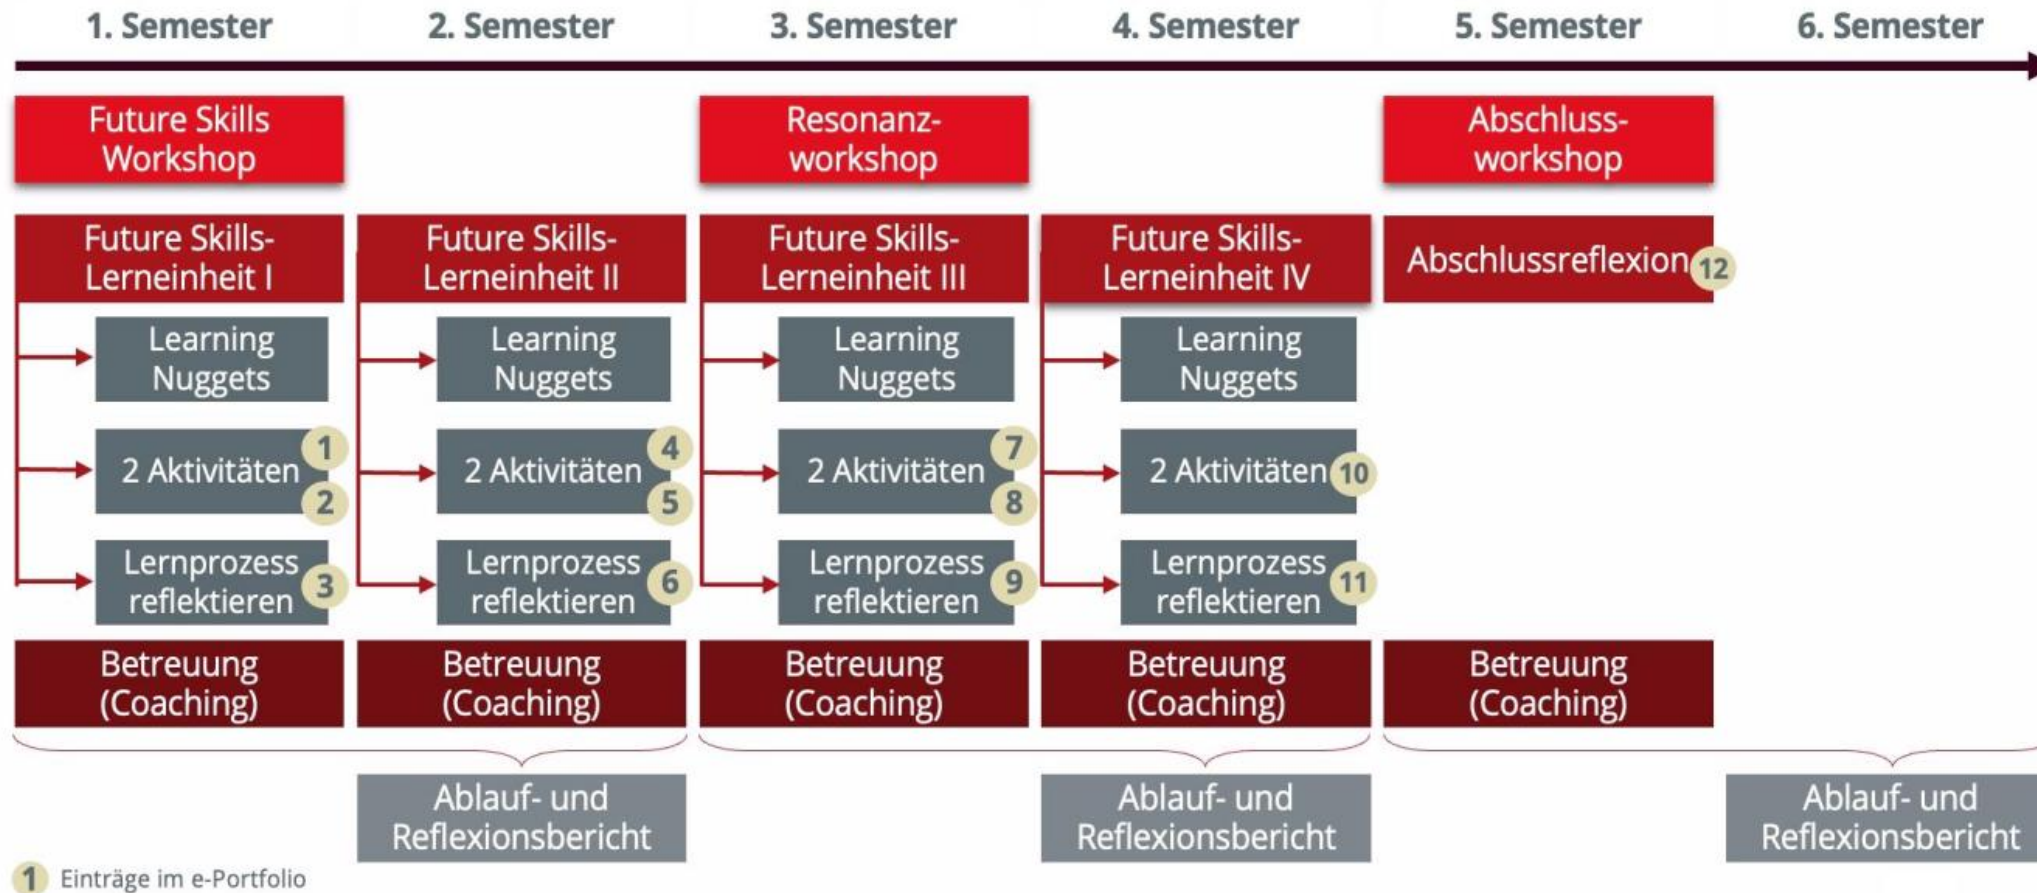 1. Semester
2. Semester
3. Semester
4. Semester
5. Semester
6. Semester
Future Skills
Workshop
Resonanz-
workshop
Abschluss-
workshop
Future Skills-
Lerneinheit I
Future Skills-
Lerneinheit II
Future Skills-
Lerneinheit III
Future Skills-
Lerneinheit IV
Abschlussreflexion
12
Learning
Nuggets
Learning
Nuggets
Learning
Nuggets
Learning
Nuggets
2 Aktivitäten
1
2
2 Aktivitäten
4
5
2 Aktivitäten
7
8
2 Aktivitäten
10
Lernprozess
reflektieren
3
Lernprozess
reflektieren
6
Lernprozess
reflektieren
9
Lernprozess
reflektieren
11
Betreuung
(Coaching)
Betreuung
(Coaching)
Betreuung
(Coaching)
Betreuung
(Coaching)
Betreuung
(Coaching)
Ablauf- und
Reflexionsbericht
Ablauf- und
Reflexionsbericht
Ablauf- und
Reflexionsbericht
1 Einträge im e-Portfolio